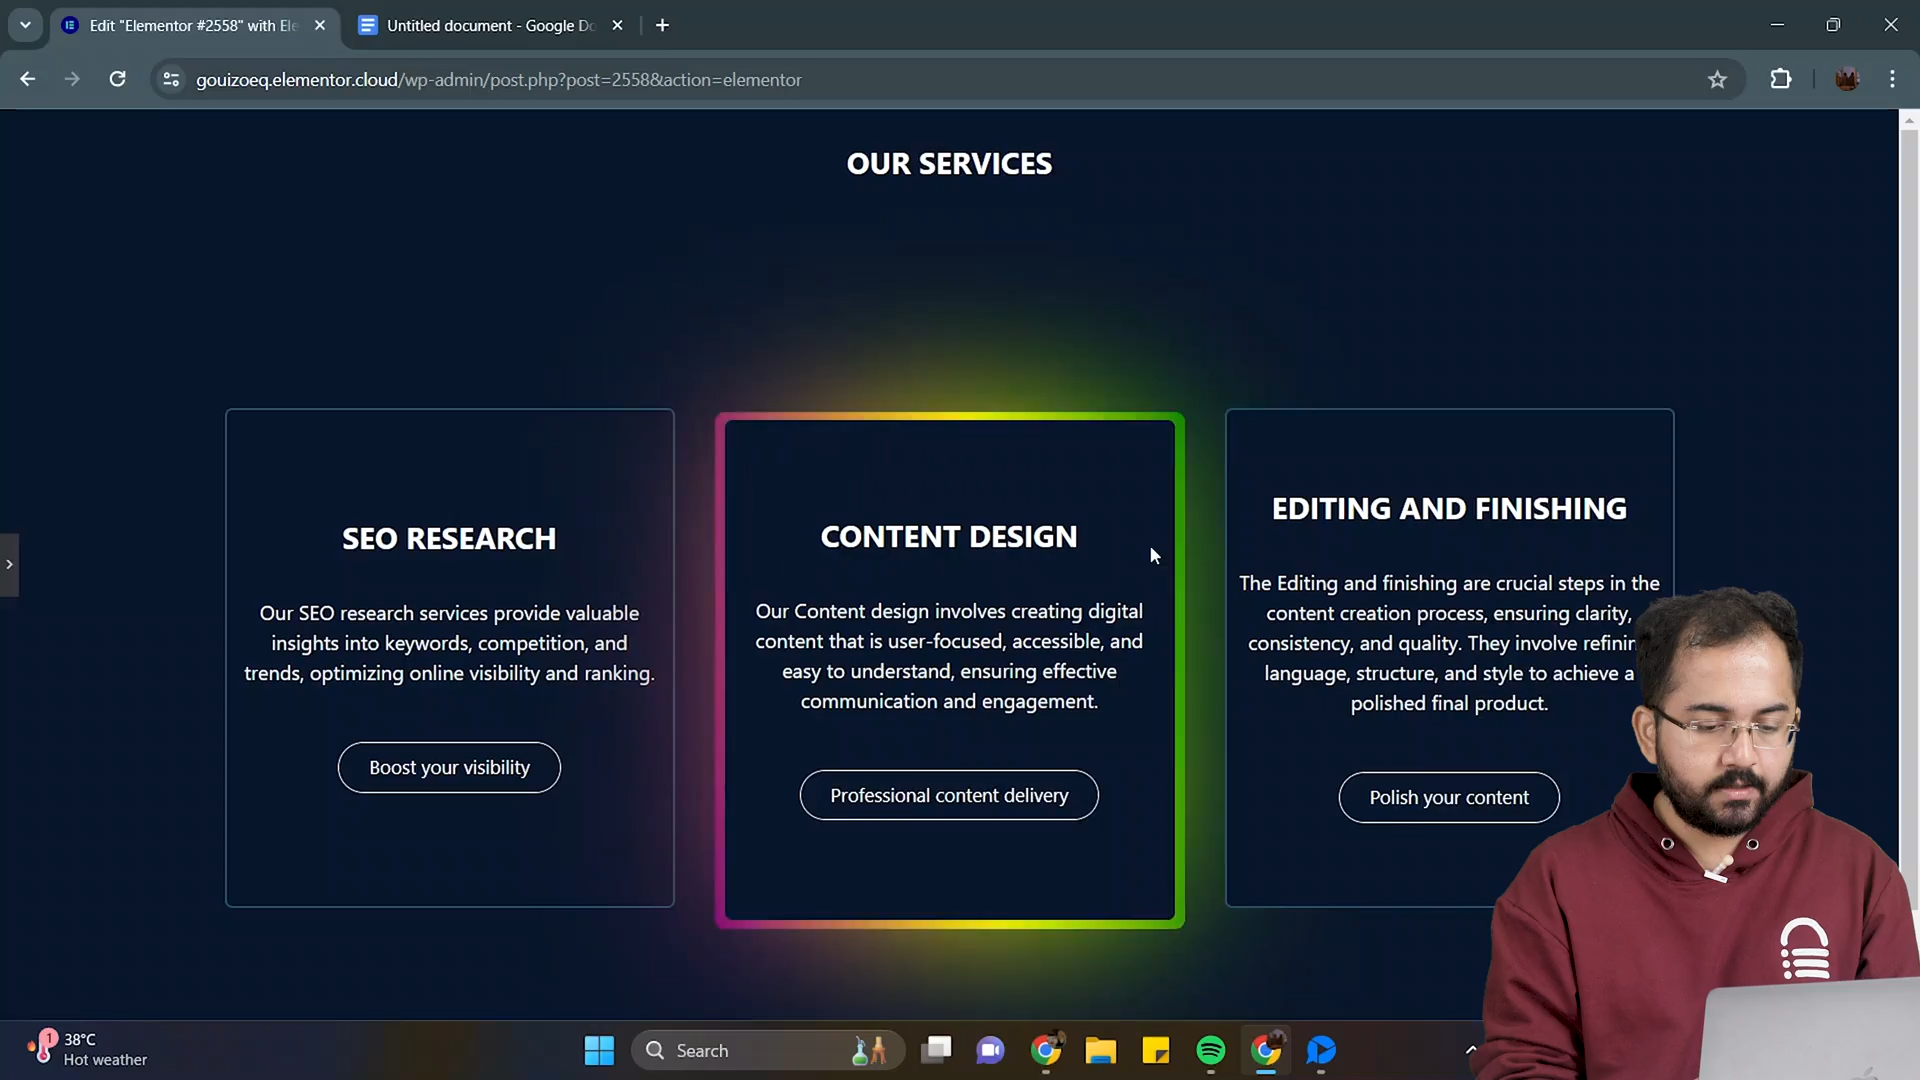 Edit "Elementor #2558" with Ele
Untitled document - Google Do
gouizoeq.elementor.cloud/wp-admin/post.php?post=2558&action=elementor
OUR SERVICES
SEO RESEARCH
Our SEO research services provide valuable
insights into keywords, competition, and
trends, optimizing online visibility and ranking.
Boost your visibility
CONTENT DESIGN
Our Content design involves creating digital
content that is user-focused, accessible, and
easy to understand, ensuring effective
communication and engagement.
Professional content delivery
EDITING AND FINISHING
The Editing and finishing are crucial steps in the
content creation process, ensuring clarity,
consistency, and quality. They involve refinin
language, structure, and style to achieve a
polished final product.
Polish your content
1
38°C
Hot weather
Search